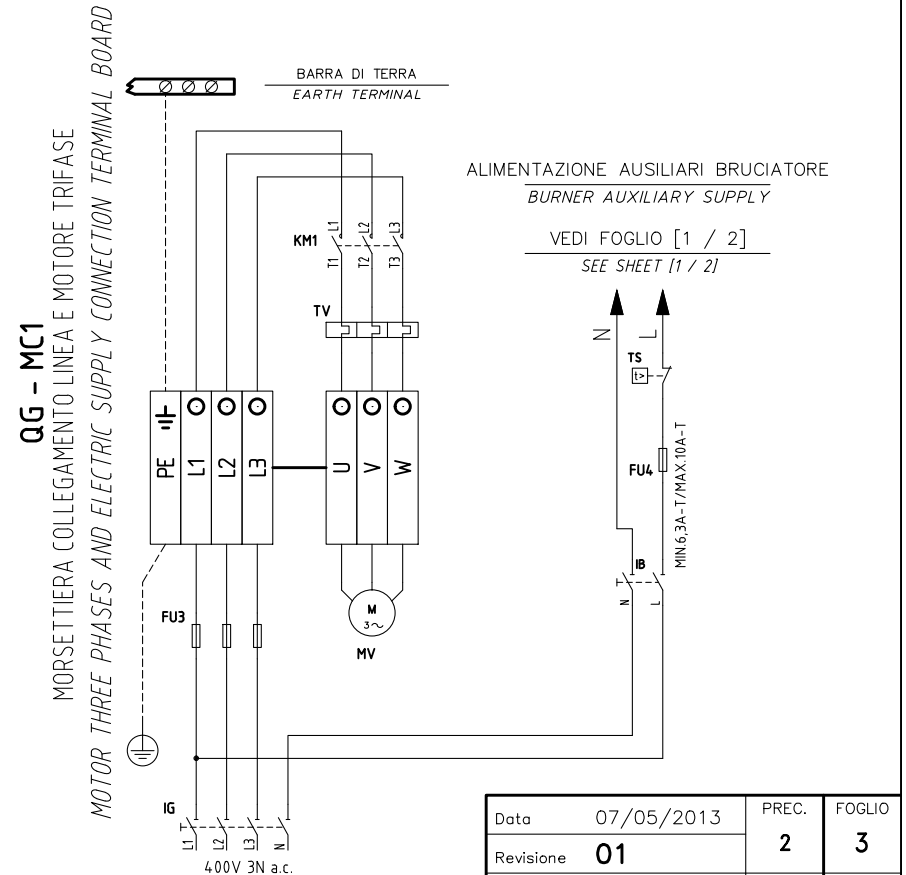 QG - MC1
MORSETTIERA COLLEGAMENTO LINEA E MOTORE TRIFASE
MOTOR THREE PHASES AND ELECTRIC SUPPLY CONNECTION TERMINAL BOARD
BARRA DI TERRA
EARTH TERMINAL
ALIMENTAZIONE AUSILIARI BRUCIATORE
BURNER AUXILIARY SUPPLY
VEDI FOGLIO [1 / 2]
SEE SHEET [1 / 2]
L1 L2 L3
KM1
T1 T2 T3
TV
N L
TS
t>
PE L1 L2 L3 U V W
FU4
MIN.6,3A-T/MAX.10A-T
IB
N L
FU3
M
3~
MV
IG
L1 L2 L3 N
400V 3N a.c.
Data 07/05/2013
PREC. FOGLIO
2 3
Revisione 01